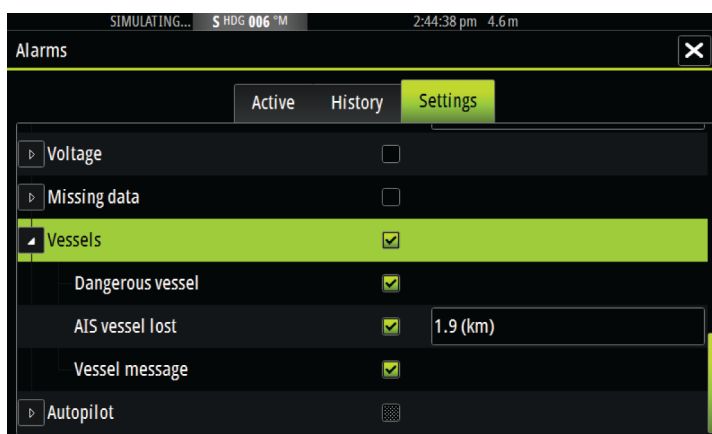 SIMULATING... S HDG 006 °M 2:44:38 pm 4.6 m
Alarms
Active History Settings
Voltage
Missing data
Vessels
Dangerous vessel
AIS vessel lost 1.9 (km)
Vessel message
Autopilot